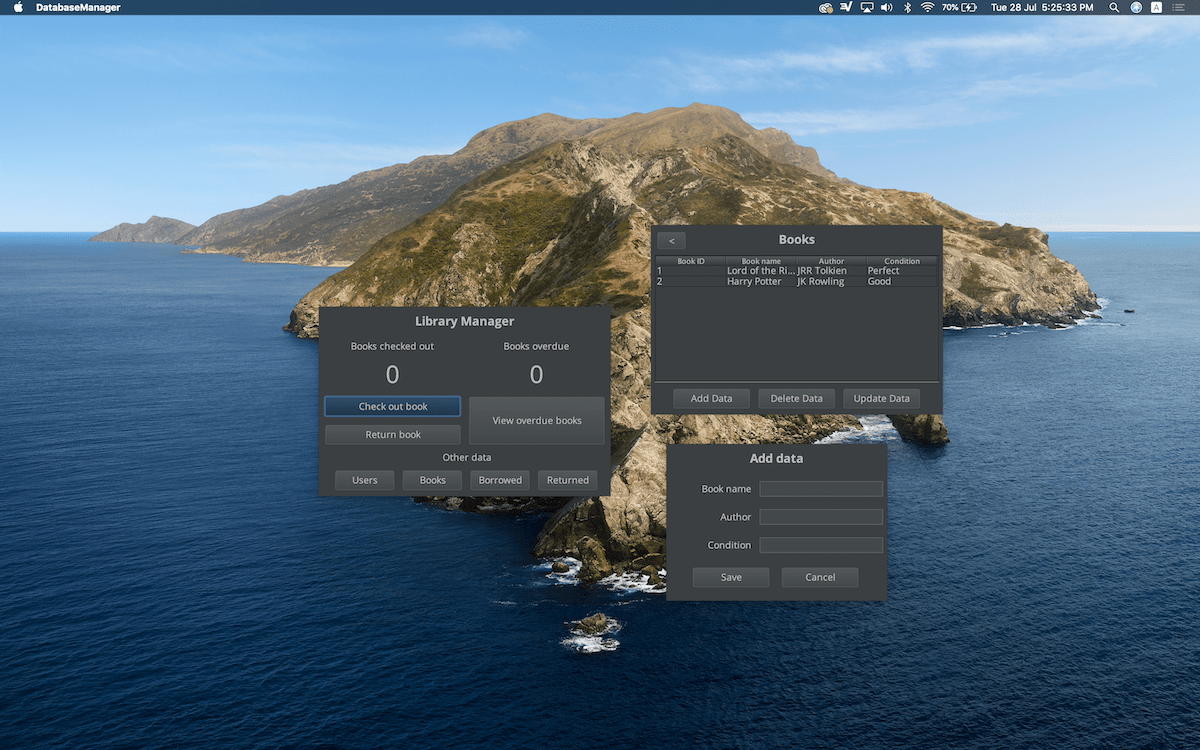 DatabaseManager
70% Tue 28 Jul 5:25:33 PM A
Library Manager
Books checked out Books overdue
0 0
Check out book
View overdue books
Return book
Other data
Users Books Borrowed Returned
< Books
Book ID Book name Author Condition
1 Lord of the Ri... JRR Tolkien Perfect
2 Harry Potter JK Rowling Good
Add Data Delete Data Update Data
Add data
Book name
Author
Condition
Save Cancel